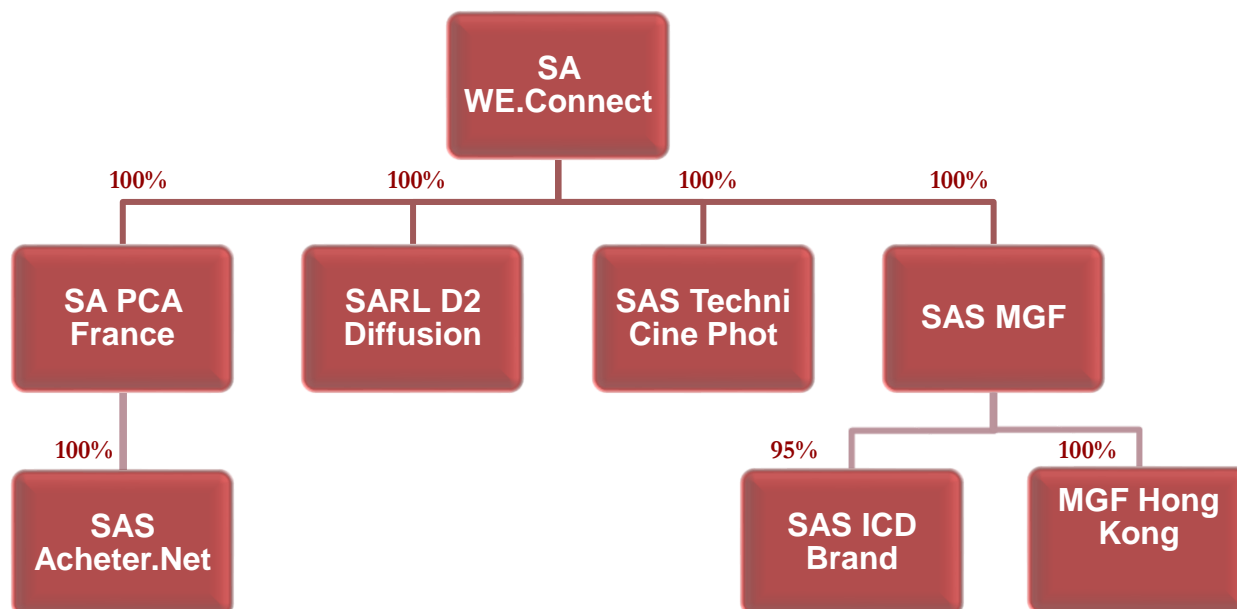 SA
WE.Connect
100%
100%
100%
100%
SA PCA
France
SARL D2
Diffusion
SAS Techni
Cine Phot
SAS MGF
100%
95%
100%
SAS
Acheter.Net
SAS ICD
Brand
MGF Hong
Kong